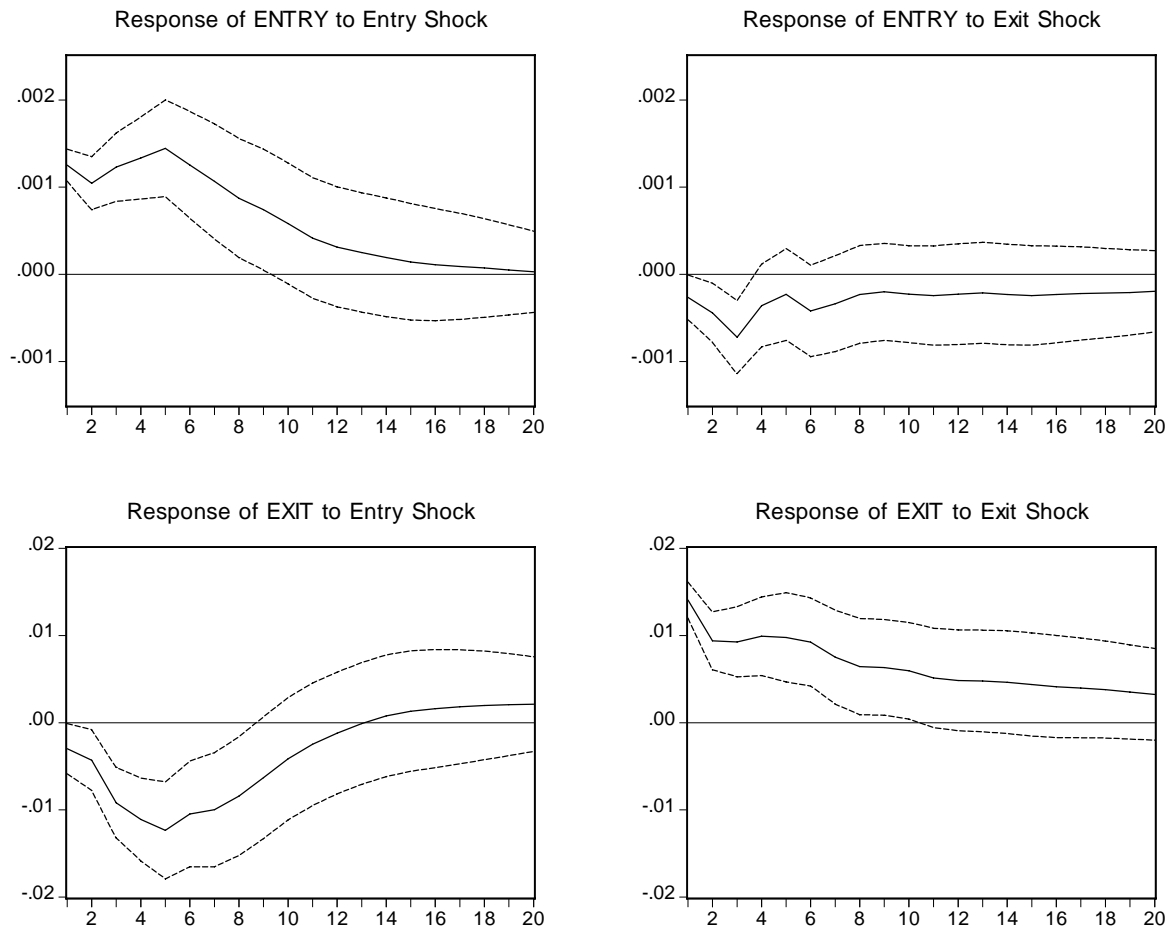 Response of ENTRY to Entry Shock
.002
.001
.000
-.001
2 4 6 8 10 12 14 16 18 20
Response of ENTRY to Exit Shock
.002
.001
.000
-.001
2 4 6 8 10 12 14 16 18 20
Response of EXIT to Entry Shock
.02
.01
.00
-.01
-.02
2 4 6 8 10 12 14 16 18 20
Response of EXIT to Exit Shock
.02
.01
.00
-.01
-.02
2 4 6 8 10 12 14 16 18 20